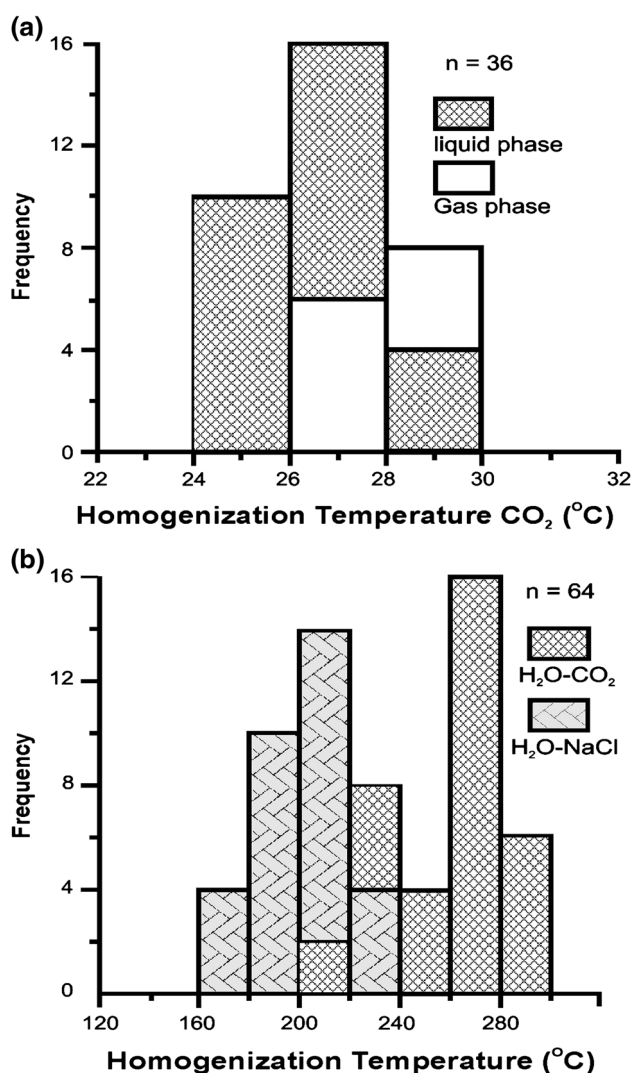 (a)
16
12
8
4
0
Frequency
n = 36
liquid phase
Gas phase
22 24 26 28 30 32
Homogenization Temperature CO₂ (°C)
(b)
16
12
8
4
0
Frequency
n = 64
H₂O-CO₂
H₂O-NaCl
120 200 240 280
Homogenization Temperature (°C)